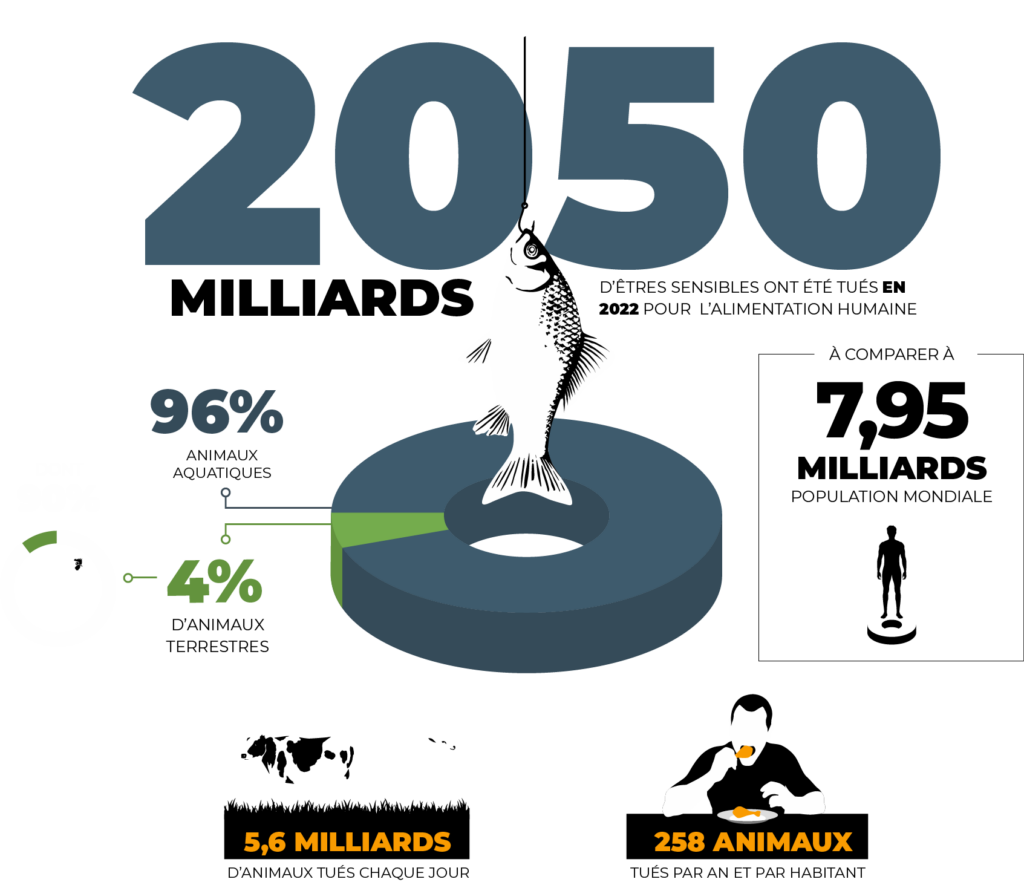 2050
MILLIARDS
D'ÊTRES SENSIBLES ONT ÉTÉ TUÉS EN
2022 POUR L'ALIMENTATION HUMAINE
À COMPARER À
7,95
MILLIARDS
POPULATION MONDIALE
96%
ANIMAUX
AQUATIQUES
4%
D'ANIMAUX
TERRESTRES
5,6 MILLIARDS
D'ANIMAUX TUÉS CHAQUE JOUR
258 ANIMAUX
TUÉS PAR AN ET PAR HABITANT